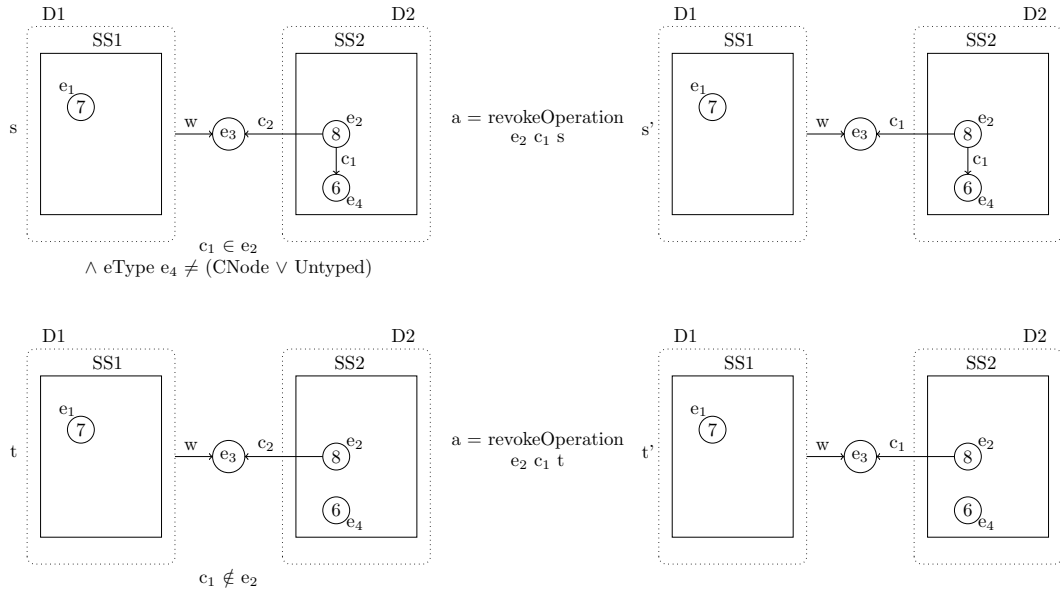 D1 D2 D1 D2
SS1 SS2 SS1 SS2
e₁ 7 e₁ 7
s w e₃ c₂ 8 e₂ a = revokeOperation s' w e₃ c₁ 8 e₂
e₂ c₁ s
c₁ c₁
6 e₄ 6 e₄
c₁ ∈ e₂
∧ eType e₄ ≠ (CNode ∨ Untyped)
D1 D2 D1 D2
SS1 SS2 SS1 SS2
e₁ 7 e₁ 7
t w e₃ c₂ 8 e₂ a = revokeOperation t' w e₃ c₁ 8 e₂
e₂ c₁ t
6 e₄ 6 e₄
c₁ ∉ e₂